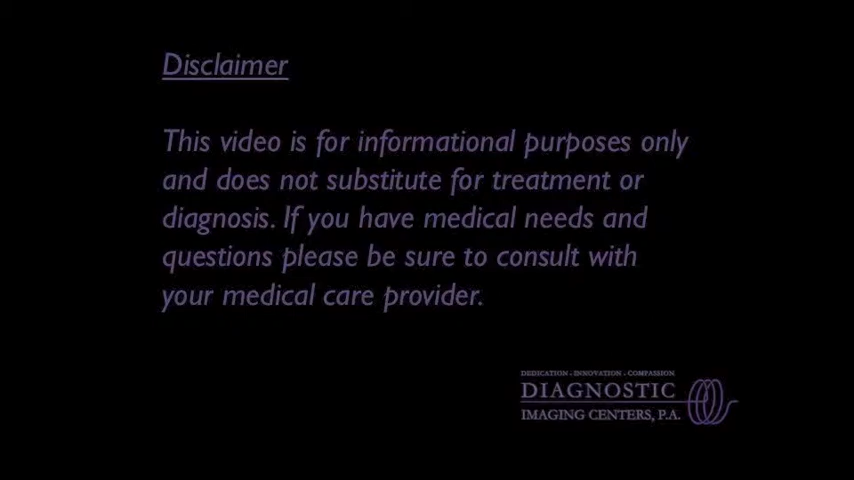 Disclaimer
This video is for informational purposes only
and does not substitute for treatment or
diagnosis. If you have medical needs and
questions please be sure to consult with
your medical care provider.
DEDICATION . INNOVATION . COMPASSION
DIAGNOSTIC
IMAGING CENTERS, P.A.